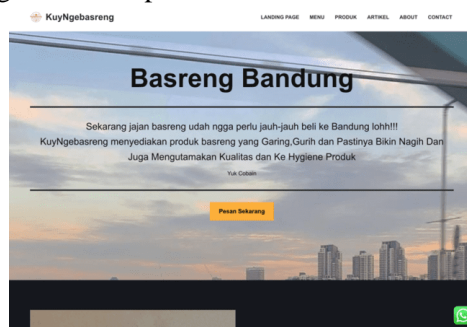 KuyNgebasreng
LANDING PAGE MENU PRODUK ARTIKEL ABOUT CONTACT
Basreng Bandung
Sekarang jajan basreng udah ngga perlu jauh-jauh beli ke Bandung lohh!!!
KuyNgebasreng menyediakan produk basreng yang Garing,Gurih dan Pastinya Bikin Nagih Dan
Juga Mengutamakan Kualitas dan Ke Hygiene Produk
Yuk Cobain
Pesan Sekarang